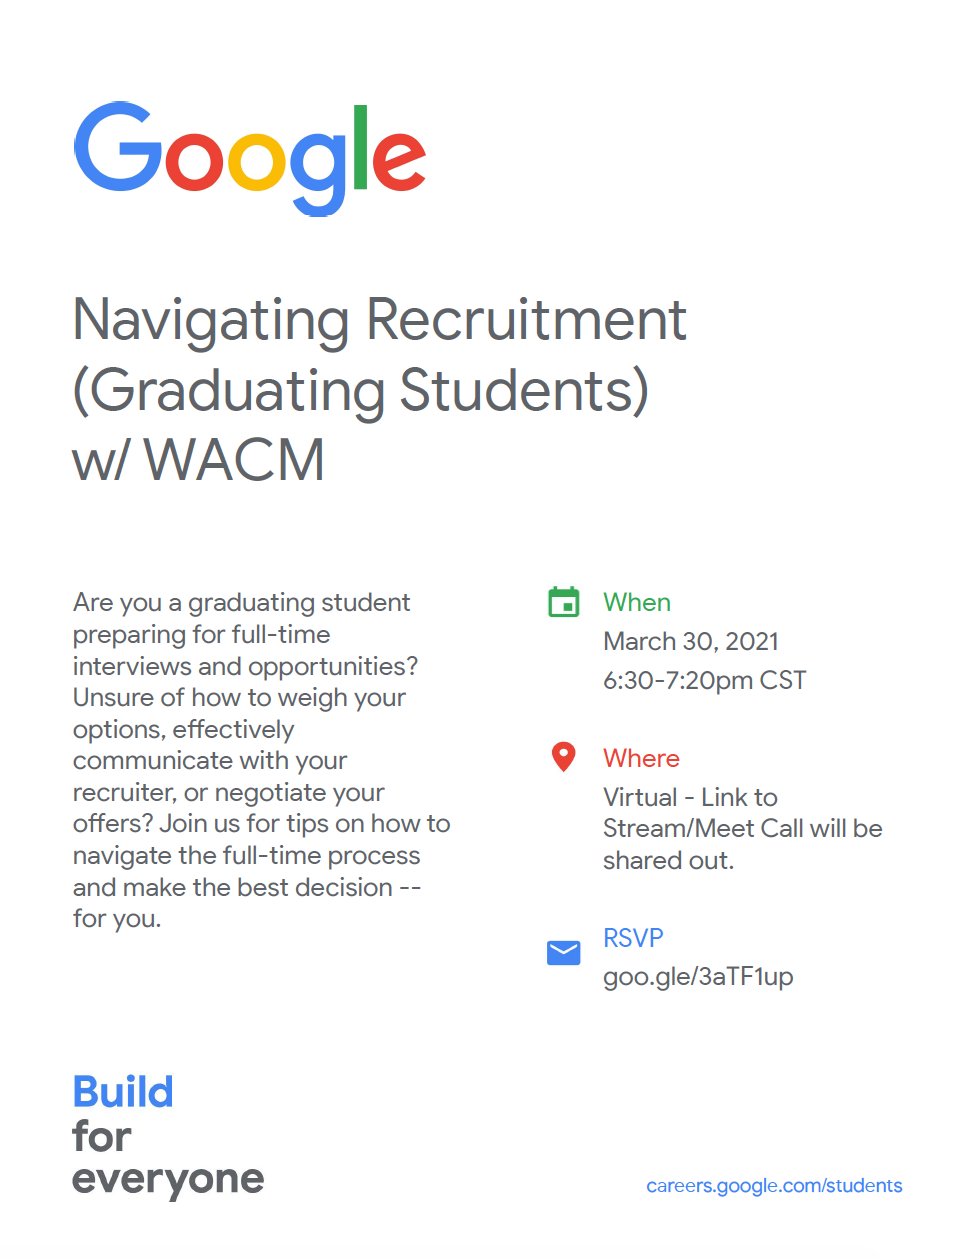 Google
Navigating Recruitment
(Graduating Students)
w/ WACM
Are you a graduating student
preparing for full-time
interviews and opportunities?
Unsure of how to weigh your
options, effectively
communicate with your
recruiter, or negotiate your
offers? Join us for tips on how to
navigate the full-time process
and make the best decision --
for you.
When
March 30, 2021
6:30-7:20pm CST
Where
Virtual - Link to
Stream/Meet Call will be
shared out.
RSVP
goo.gle/3aTF1up
Build
for
everyone
careers.google.com/students